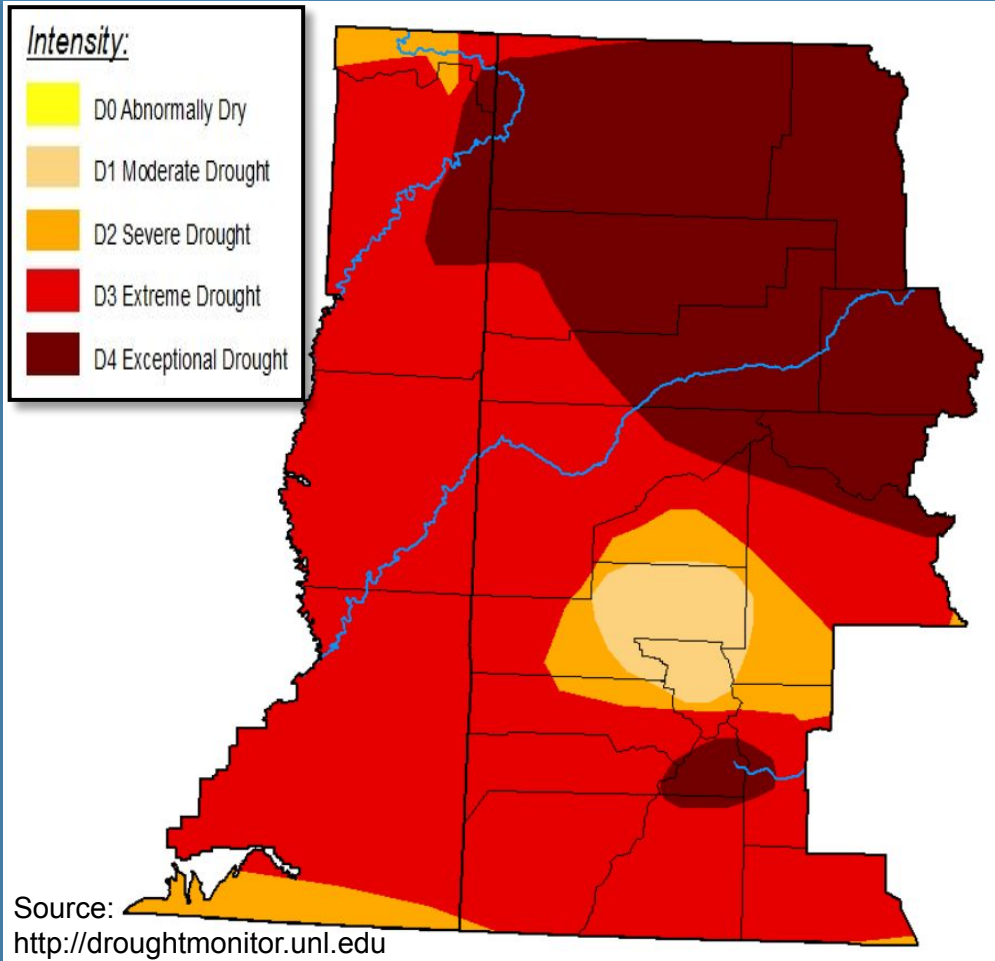 Intensity:
D0 Abnormally Dry
D1 Moderate Drought
D2 Severe Drought
D3 Extreme Drought
D4 Exceptional Drought
Source:
http://droughtmonitor.unl.edu